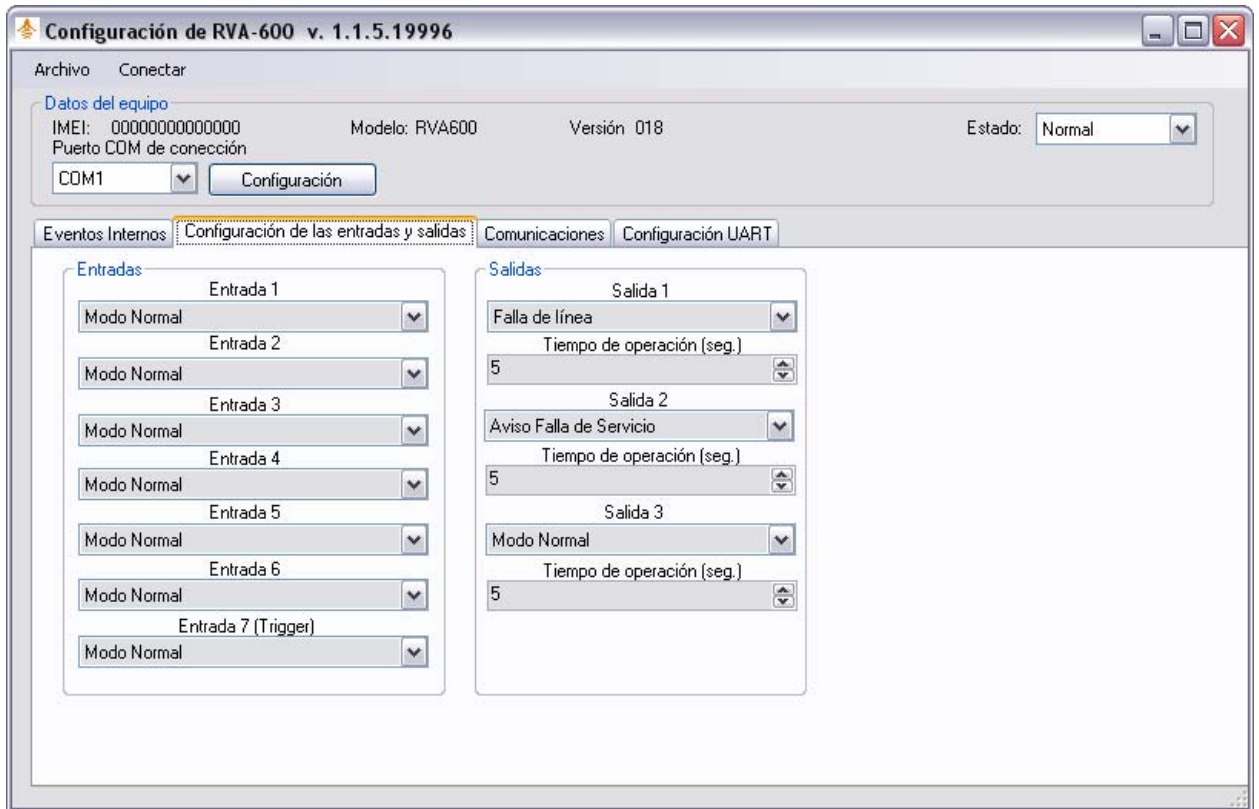 Configuración de RVA-600 v. 1.1.5.19996
Archivo Conectar
Datos del equipo
IMEI: 00000000000000 Modelo: RVA600 Versión 018 Estado: Normal
Puerto COM de conección
COM1 Configuración
Eventos Internos Configuración de las entradas y salidas Comunicaciones Configuración UART
Entradas
Entrada 1
Modo Normal
Entrada 2
Modo Normal
Entrada 3
Modo Normal
Entrada 4
Modo Normal
Entrada 5
Modo Normal
Entrada 6
Modo Normal
Entrada 7 (Trigger)
Modo Normal
Salidas
Salida 1
Falla de línea
Tiempo de operación (seg.)
5
Salida 2
Aviso Falla de Servicio
Tiempo de operación (seg.)
5
Salida 3
Modo Normal
Tiempo de operación (seg.)
5